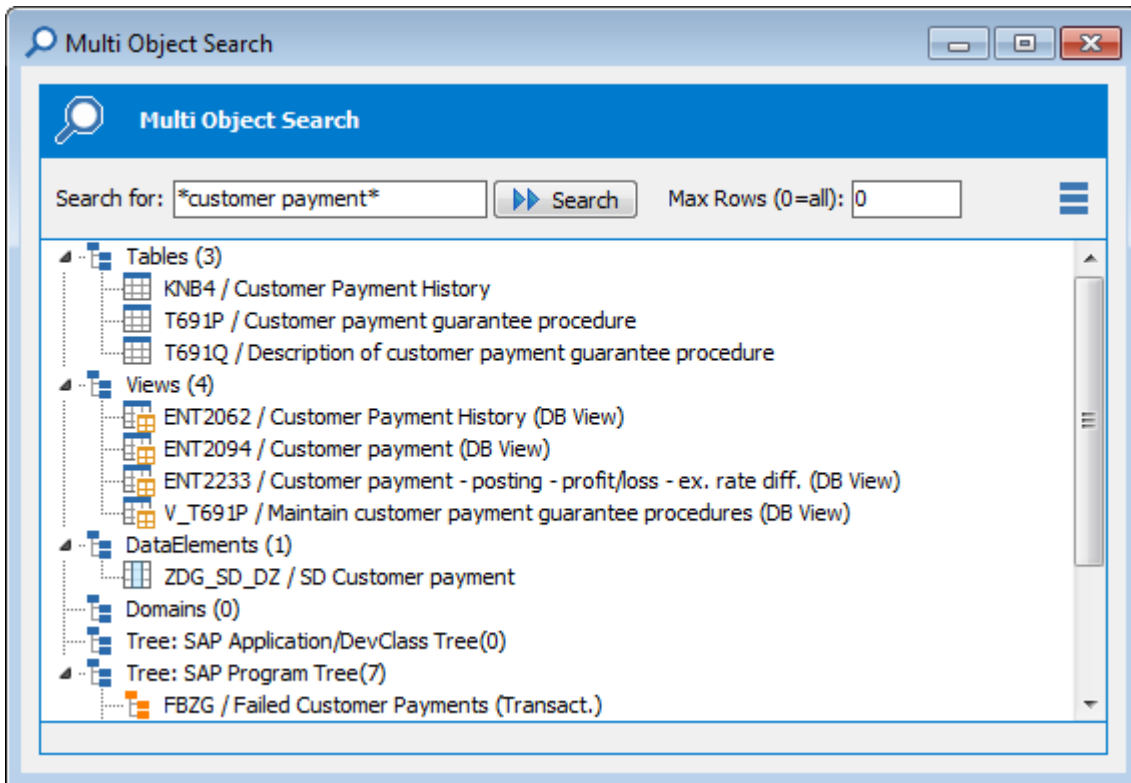 Multi Object Search
Multi Object Search
Search for: *customer payment* Search Max Rows (0=all): 0
Tables (3)
KNB4 / Customer Payment History
T691P / Customer payment guarantee procedure
T691Q / Description of customer payment guarantee procedure
Views (4)
ENT2062 / Customer Payment History (DB View)
ENT2094 / Customer payment (DB View)
ENT2233 / Customer payment - posting - profit/loss - ex. rate diff. (DB View)
V_T691P / Maintain customer payment guarantee procedures (DB View)
DataElements (1)
ZDG_SD_DZ / SD Customer payment
Domains (0)
Tree: SAP Application/DevClass Tree(0)
Tree: SAP Program Tree(7)
FBZG / Failed Customer Payments (Transact.)